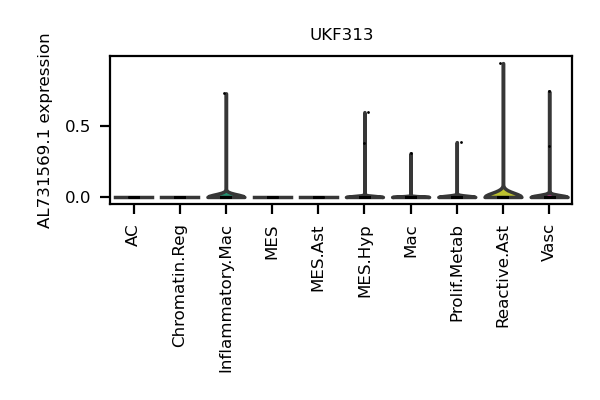 UKF313
AL731569.1 expression
0.5
0.0
AC
Chromatin.Reg
Inflammatory.Mac
MES
MES.Ast
MES.Hyp
Mac
Prolif.Metab
Reactive.Ast
Vasc